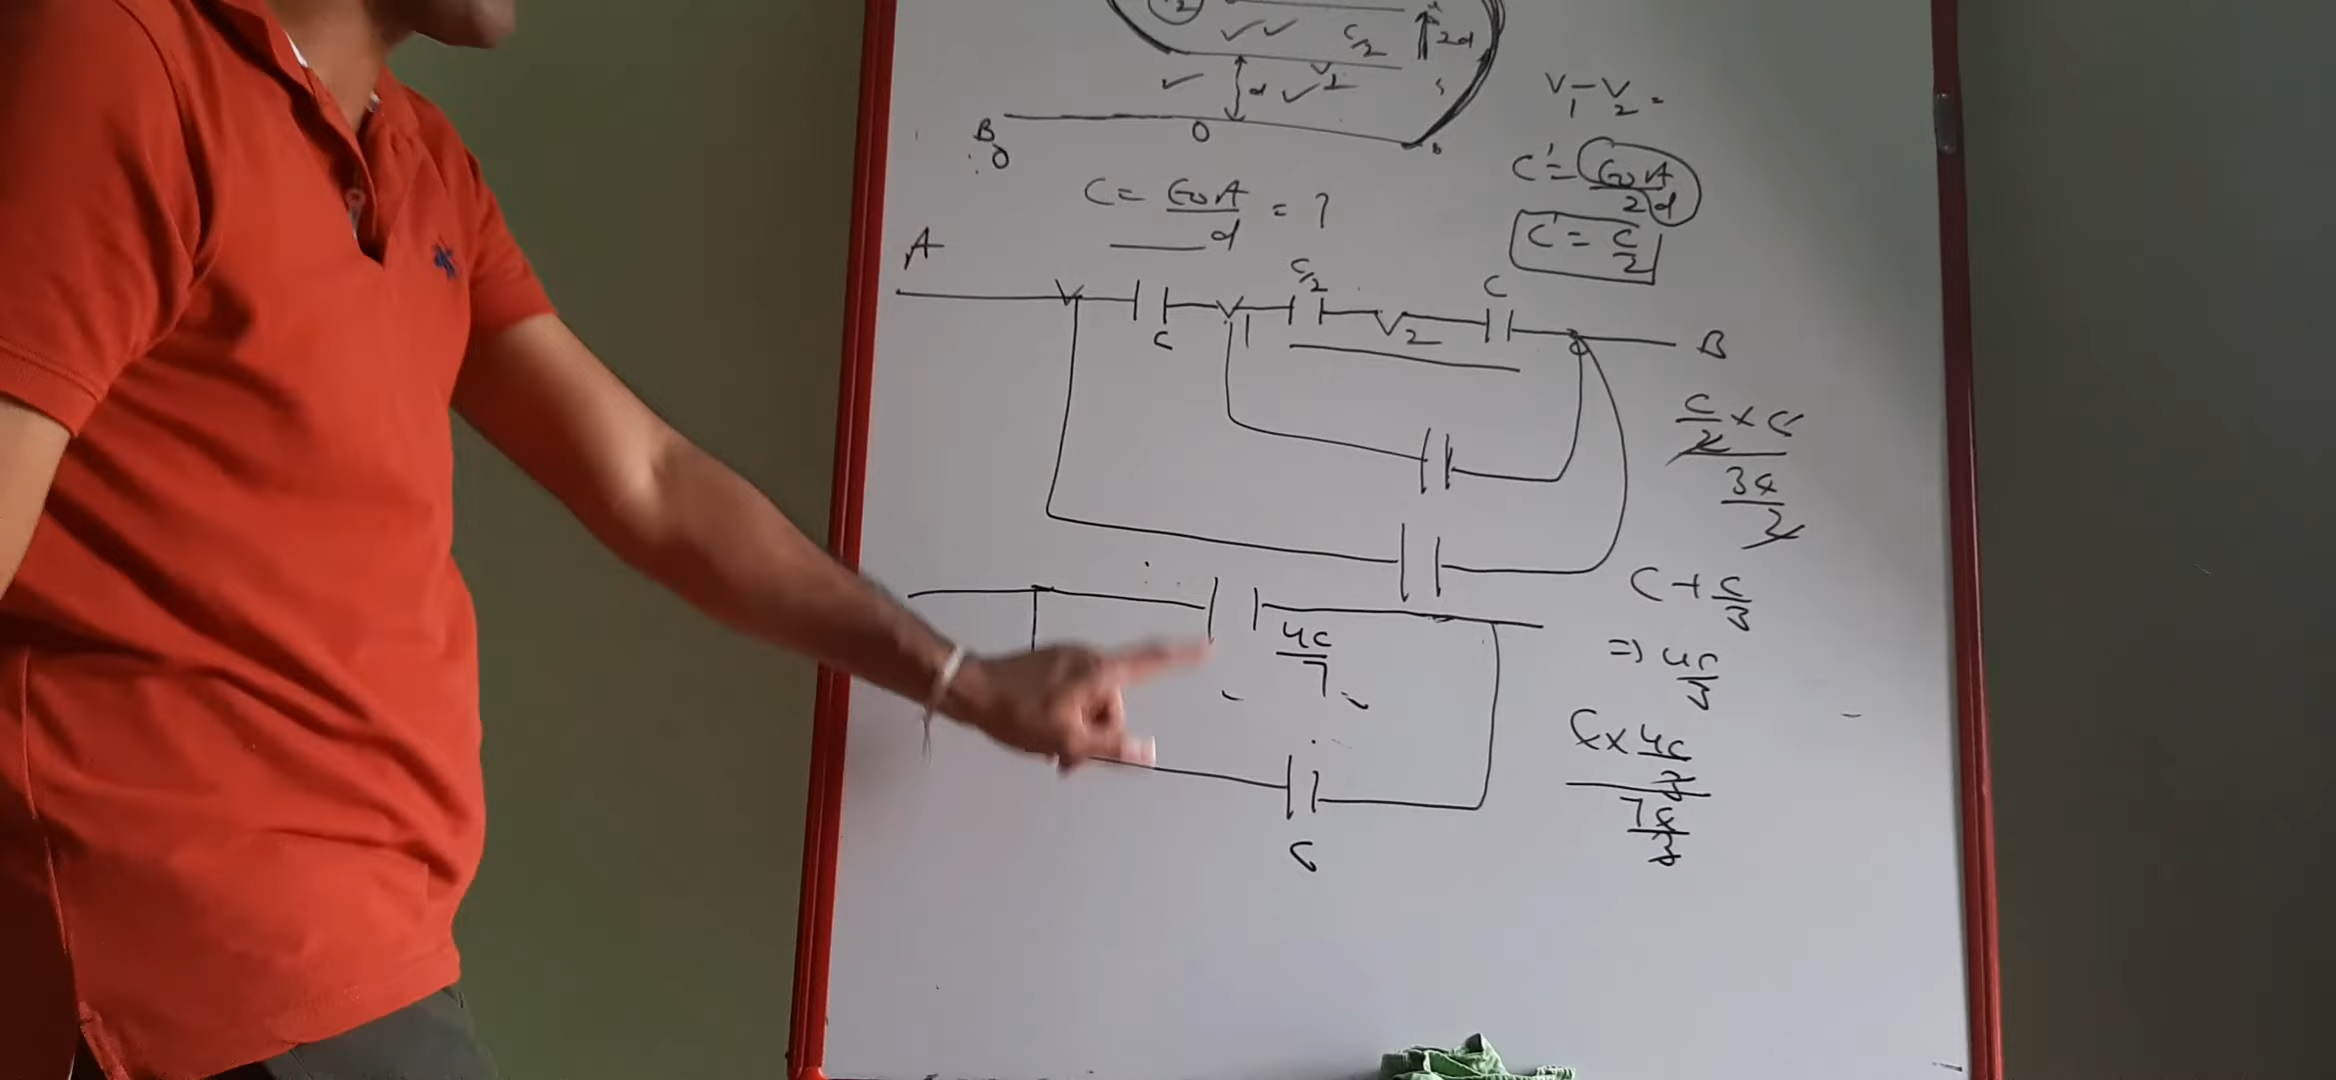 C/2 2d
d V2
B 0
0
V1 - V2 =
C' = ε0A/2d
C = ε0A/d = ?
C' = C/2
A
C/2 C
V C V1 V2 B
C/2 × C
3C/2
C + C/3
4C/7
=> 4C/3
C × 4C/3
7C/3
C